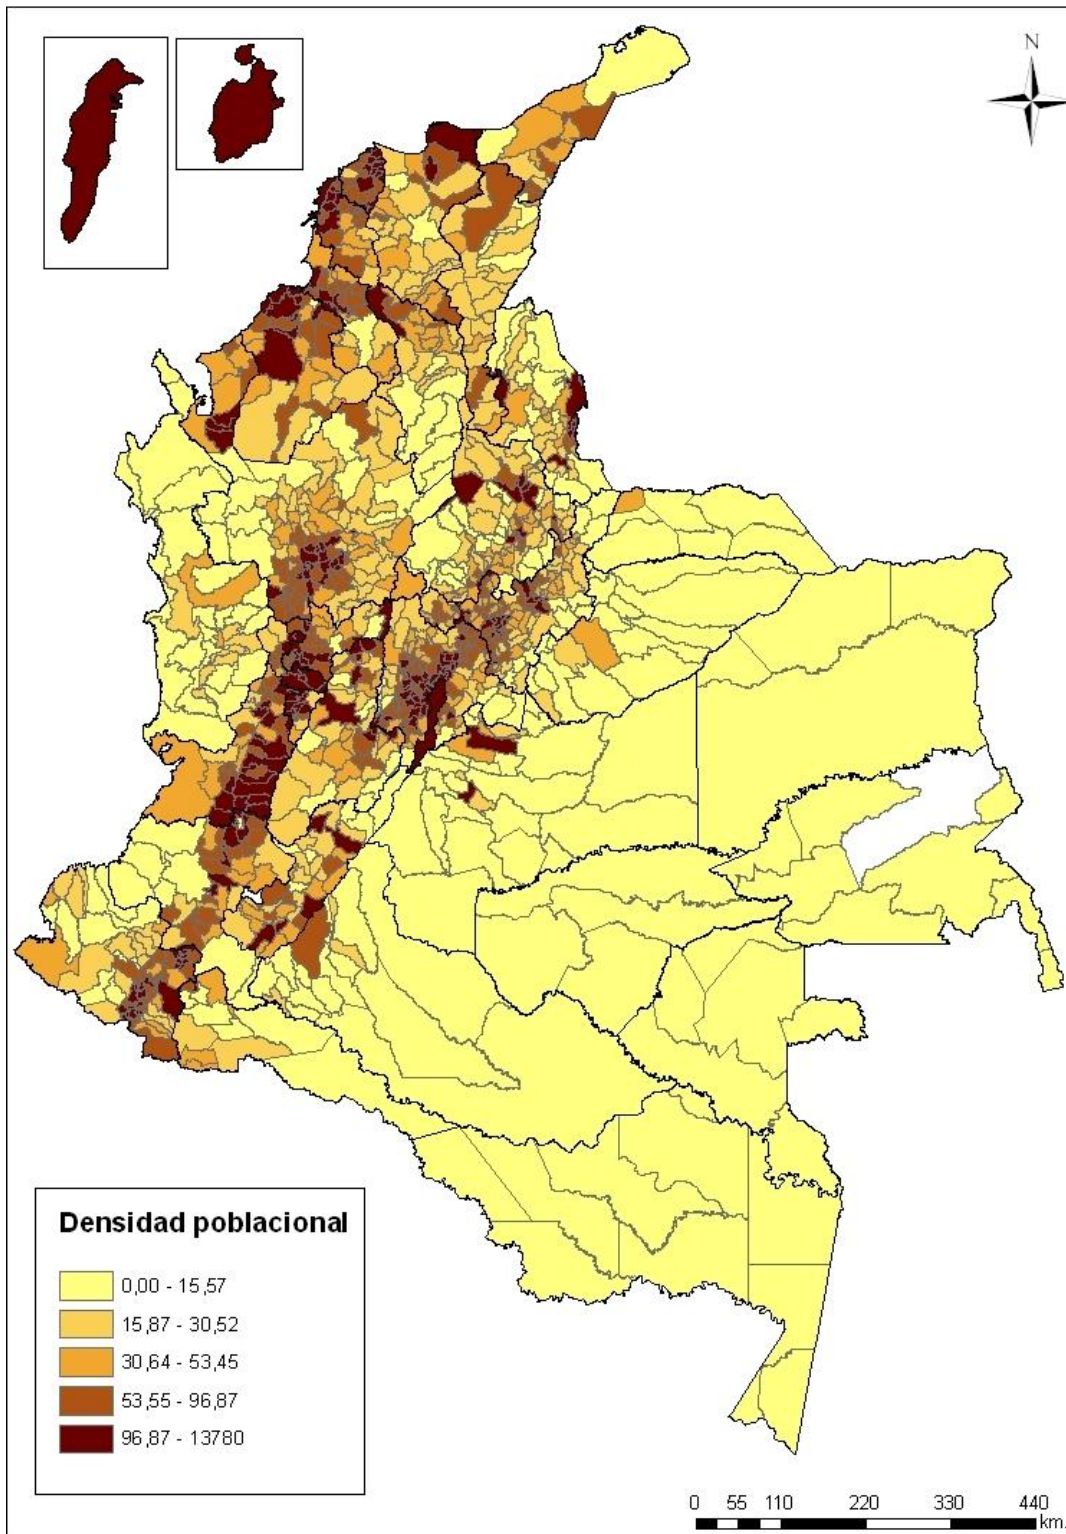 N
Densidad poblacional
0,00 - 15,57
15,87 - 30,52
30,64 - 53,45
53,55 - 96,87
96,87 - 13780
0 55 110 220 330 440
km.